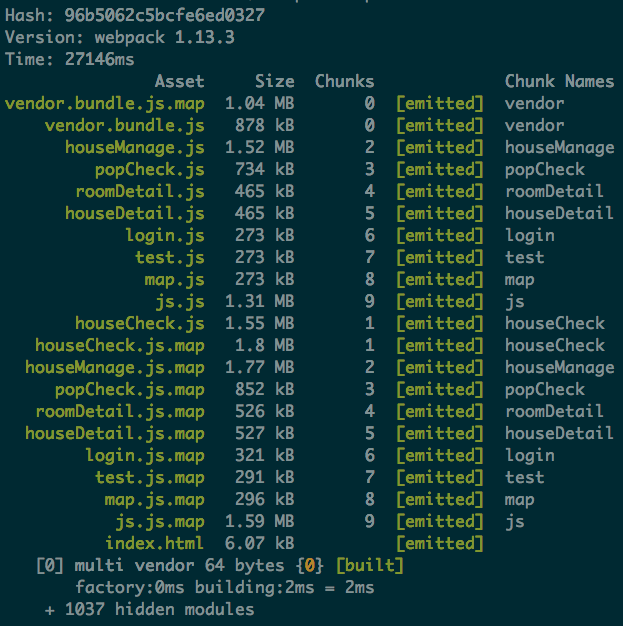 Hash: 96b5062c5bcfe6ed0327
Version: webpack 1.13.3
Time: 27146ms
Asset Size Chunks Chunk Names
vendor.bundle.js.map 1.04 MB 0 [emitted] vendor
vendor.bundle.js 878 kB 0 [emitted] vendor
houseManage.js 1.52 MB 2 [emitted] houseManage
popCheck.js 734 kB 3 [emitted] popCheck
roomDetail.js 465 kB 4 [emitted] roomDetail
houseDetail.js 465 kB 5 [emitted] houseDetail
login.js 273 kB 6 [emitted] login
test.js 273 kB 7 [emitted] test
map.js 273 kB 8 [emitted] map
js.js 1.31 MB 9 [emitted] js
houseCheck.js 1.55 MB 1 [emitted] houseCheck
houseCheck.js.map 1.8 MB 1 [emitted] houseCheck
houseManage.js.map 1.77 MB 2 [emitted] houseManage
popCheck.js.map 852 kB 3 [emitted] popCheck
roomDetail.js.map 526 kB 4 [emitted] roomDetail
houseDetail.js.map 527 kB 5 [emitted] houseDetail
login.js.map 321 kB 6 [emitted] login
test.js.map 291 kB 7 [emitted] test
map.js.map 296 kB 8 [emitted] map
js.js.map 1.59 MB 9 [emitted] js
index.html 6.07 kB [emitted]
[0] multi vendor 64 bytes {0} [built]
factory:0ms building:2ms = 2ms
+ 1037 hidden modules